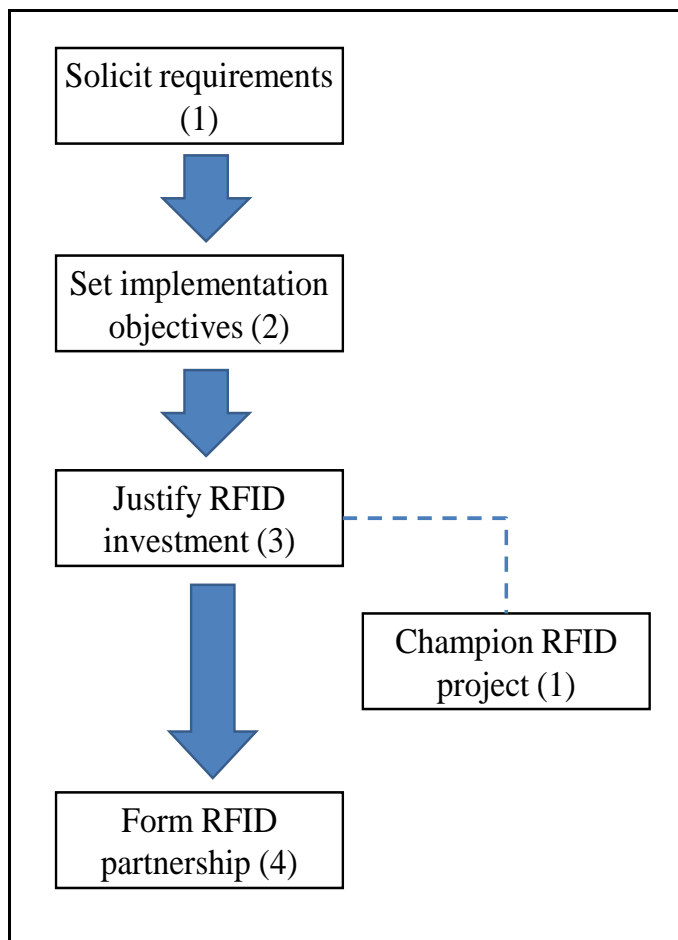 Solicit requirements
(1)
Set implementation
objectives (2)
Justify RFID
investment (3)
Champion RFID
project (1)
Form RFID
partnership (4)